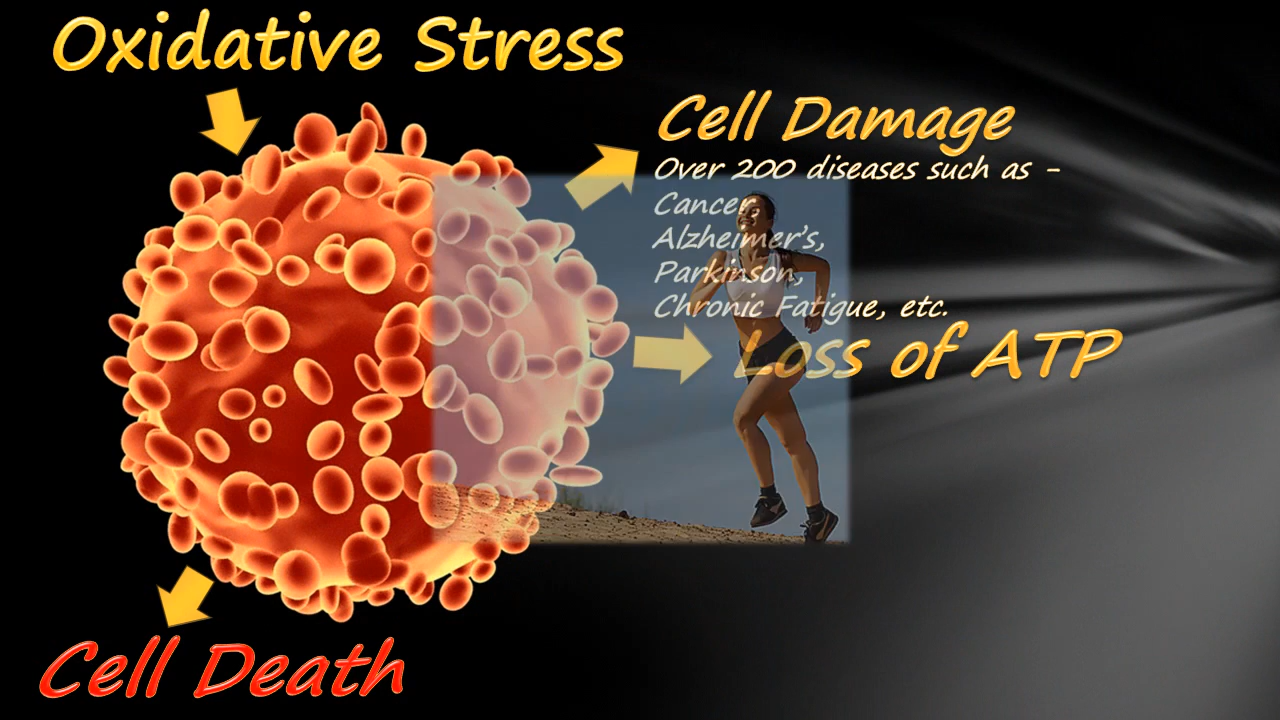 Oxidative Stress
Cell Damage
Over 200 diseases such as -
Cancer
Alzheimer's,
Parkinson,
Chronic Fatigue, etc.
Loss of ATP
Cell Death